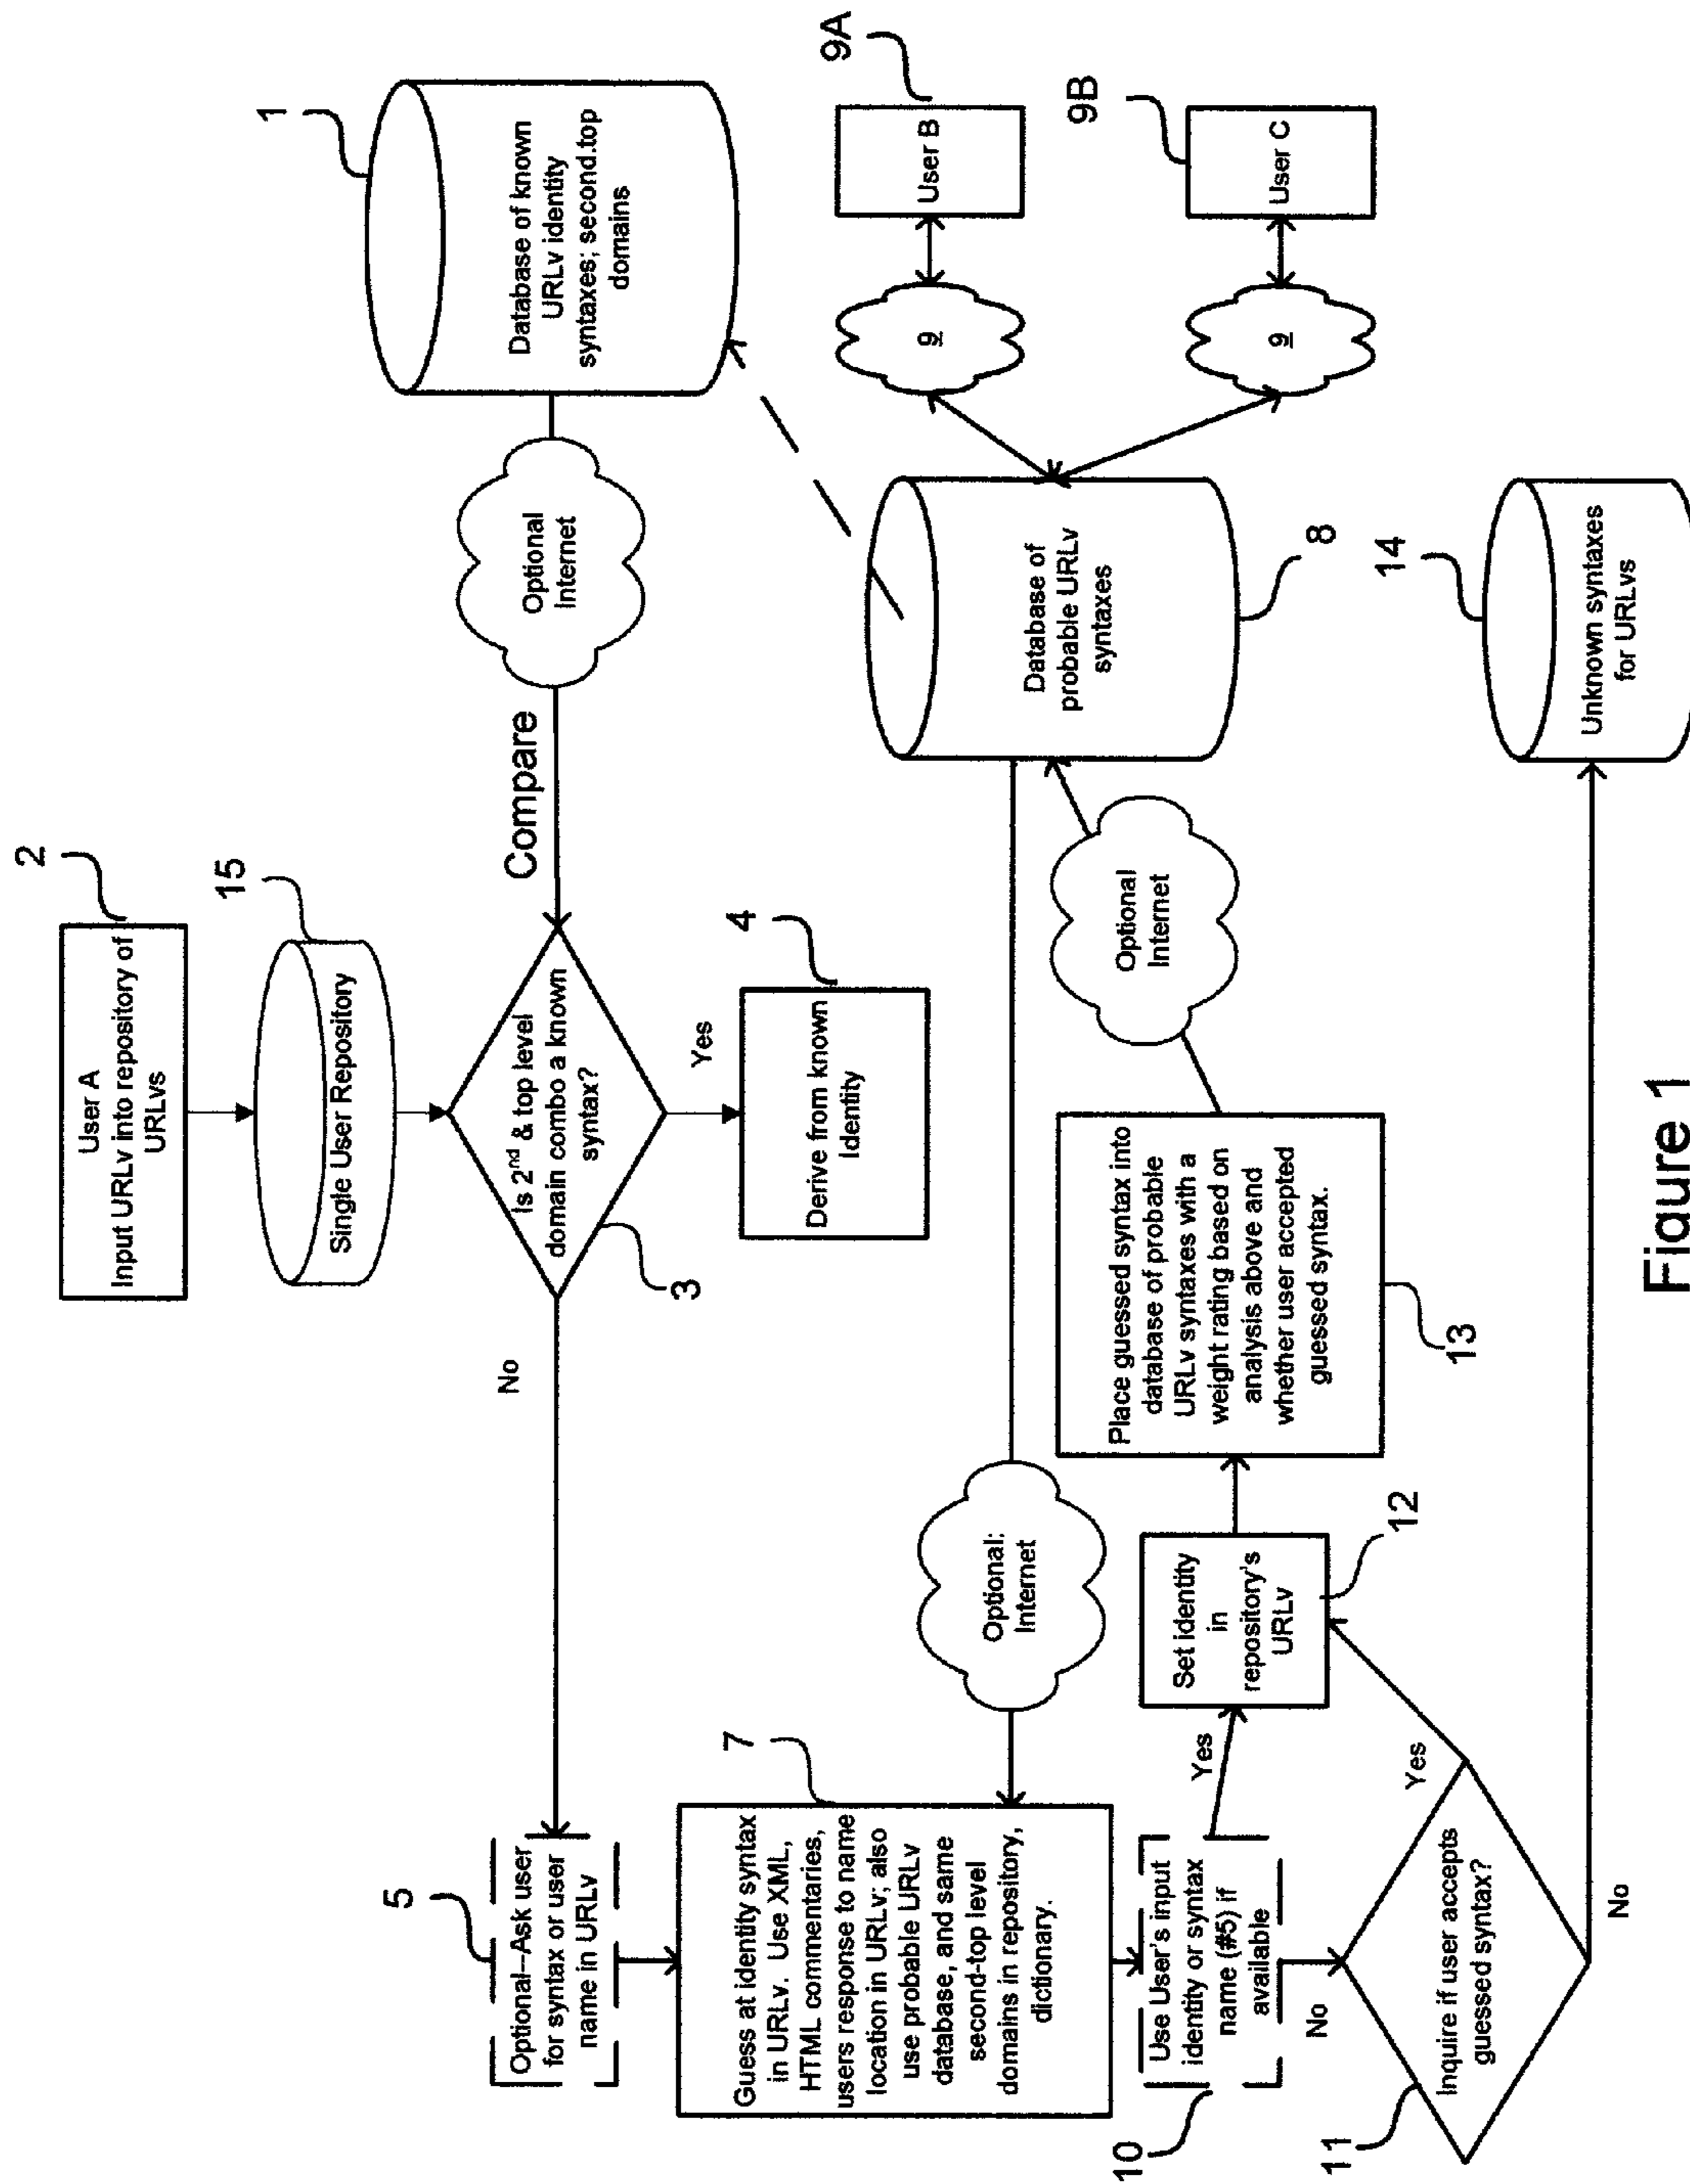 2
User A
Input URLv into repository of
URLvs
15
Single User Repository
1
Database of known
URLv identity
syntaxes; second.top
domains
Optional
Internet
Compare
Is 2nd & top level
domain combo a known
syntax?
3
No
Yes
4
Derive from known
Identity
5
Optional--Ask user
for syntax or user
name in URLv
7
Guess at identity syntax
in URLv. Use XML,
HTML commentaries,
users response to name
location in URLv; also
use probable URLv
database, and same
second-top level
domains in repository,
dictionary.
Optional:
Internet
Database of
probable URLv
syntaxes
8
9
User B
9A
9
User C
9B
10
Use User's input
identity or syntax
name (#5) if
available
Yes
No
Set identity
in
repository's
URLv
12
Place guessed syntax into
database of probable
URLv syntaxes with a
weight rating based on
analysis above and
whether user accepted
guessed syntax.
13
Optional
Internet
11
Inquire if user accepts
guessed syntax?
Yes
No
14
Unknown syntaxes
for URLvs
Figure 1